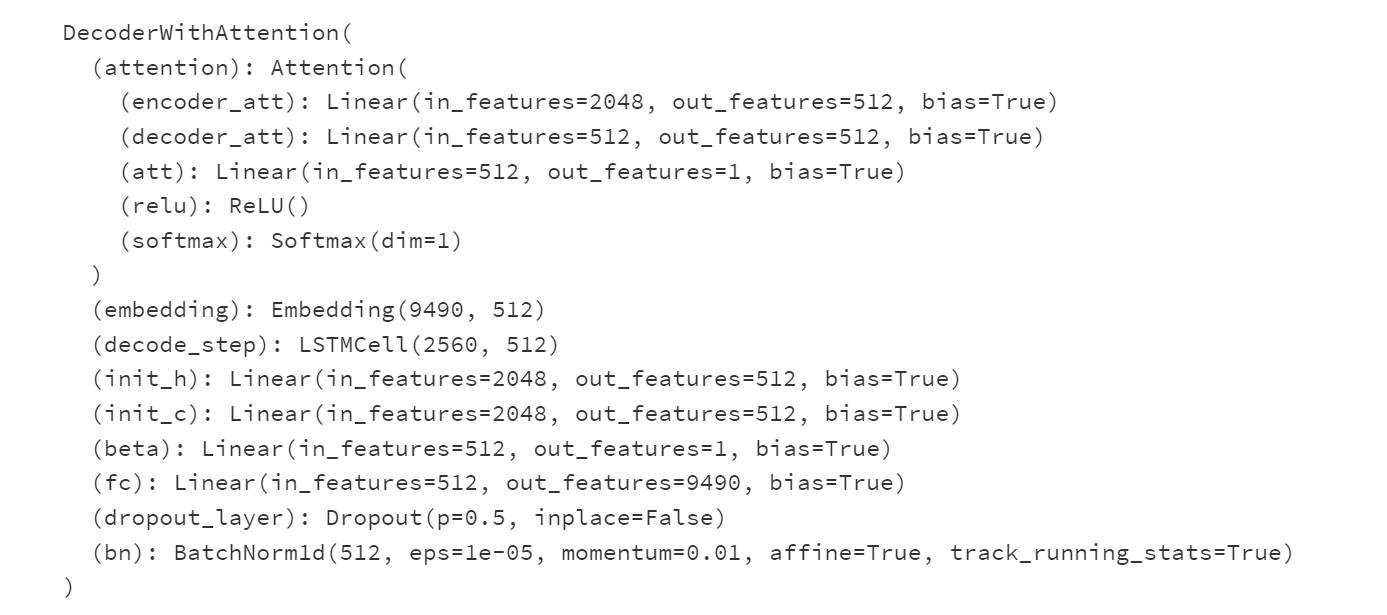 DecoderWithAttention(
  (attention): Attention(
    (encoder_att): Linear(in_features=2048, out_features=512, bias=True)
    (decoder_att): Linear(in_features=512, out_features=512, bias=True)
    (att): Linear(in_features=512, out_features=1, bias=True)
    (relu): ReLU()
    (softmax): Softmax(dim=1)
  )
  (embedding): Embedding(9490, 512)
  (decode_step): LSTMCell(2560, 512)
  (init_h): Linear(in_features=2048, out_features=512, bias=True)
  (init_c): Linear(in_features=2048, out_features=512, bias=True)
  (beta): Linear(in_features=512, out_features=1, bias=True)
  (fc): Linear(in_features=512, out_features=9490, bias=True)
  (dropout_layer): Dropout(p=0.5, inplace=False)
  (bn): BatchNorm1d(512, eps=1e-05, momentum=0.01, affine=True, track_running_stats=True)
)